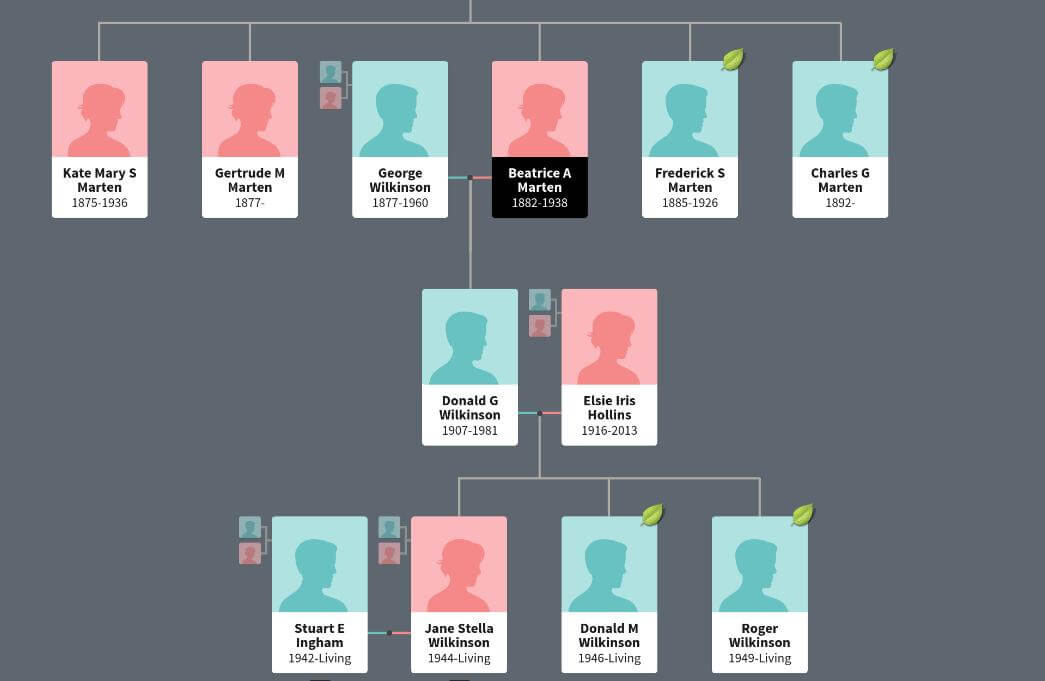 Kate Mary S
Marten
1875-1936
Gertrude M
Marten
1877-
George
Wilkinson
1877-1960
Beatrice A
Marten
1882-1938
Frederick S
Marten
1885-1926
Charles G
Marten
1892-
Donald G
Wilkinson
1907-1981
Elsie Iris
Hollins
1916-2013
Stuart E
Ingham
1942-Living
Jane Stella
Wilkinson
1944-Living
Donald M
Wilkinson
1946-Living
Roger
Wilkinson
1949-Living